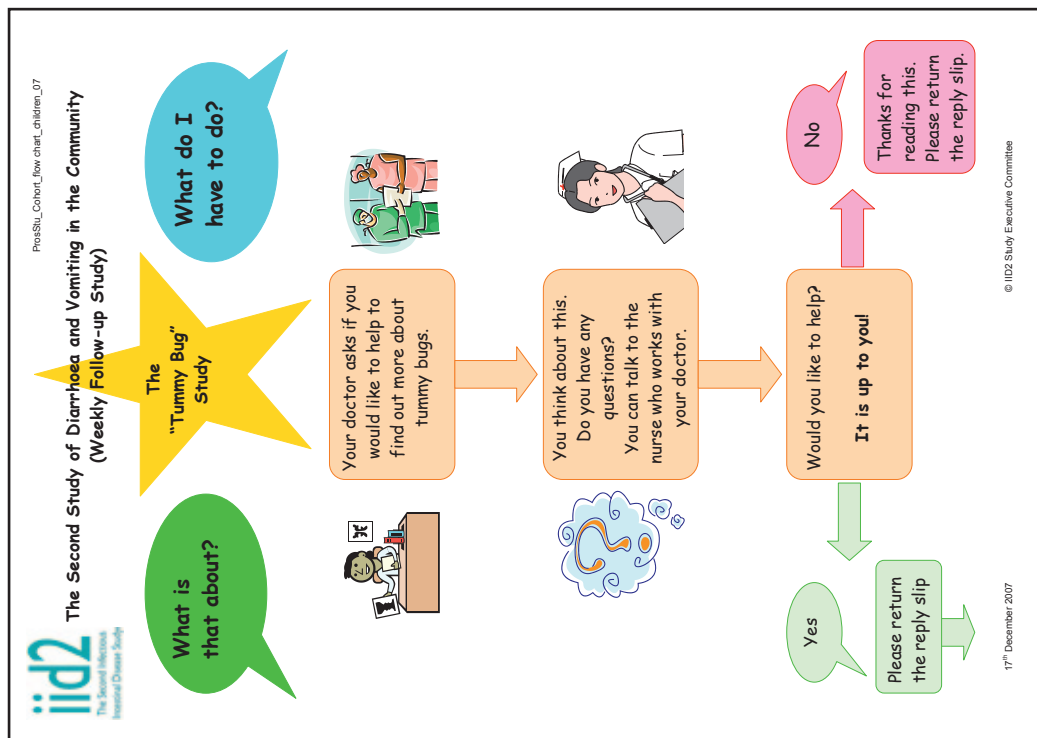 ProsStu_Cohort_flow chart_children_07
iid2
The Second Infectious
Intestinal Disease Study
The Second Study of Diarrhoea and Vomiting in the Community
(Weekly Follow-up Study)
What is
that about?
The
"Tummy Bug"
Study
What do I
have to do?
Your doctor asks if you
would like to help to
find out more about
tummy bugs.
You think about this.
Do you have any
questions?
You can talk to the
nurse who works with
your doctor.
Would you like to help?
It is up to you!
Yes
Please return
the reply slip
No
Thanks for
reading this.
Please return
the reply slip.
17th December 2007
© IID2 Study Executive Committee